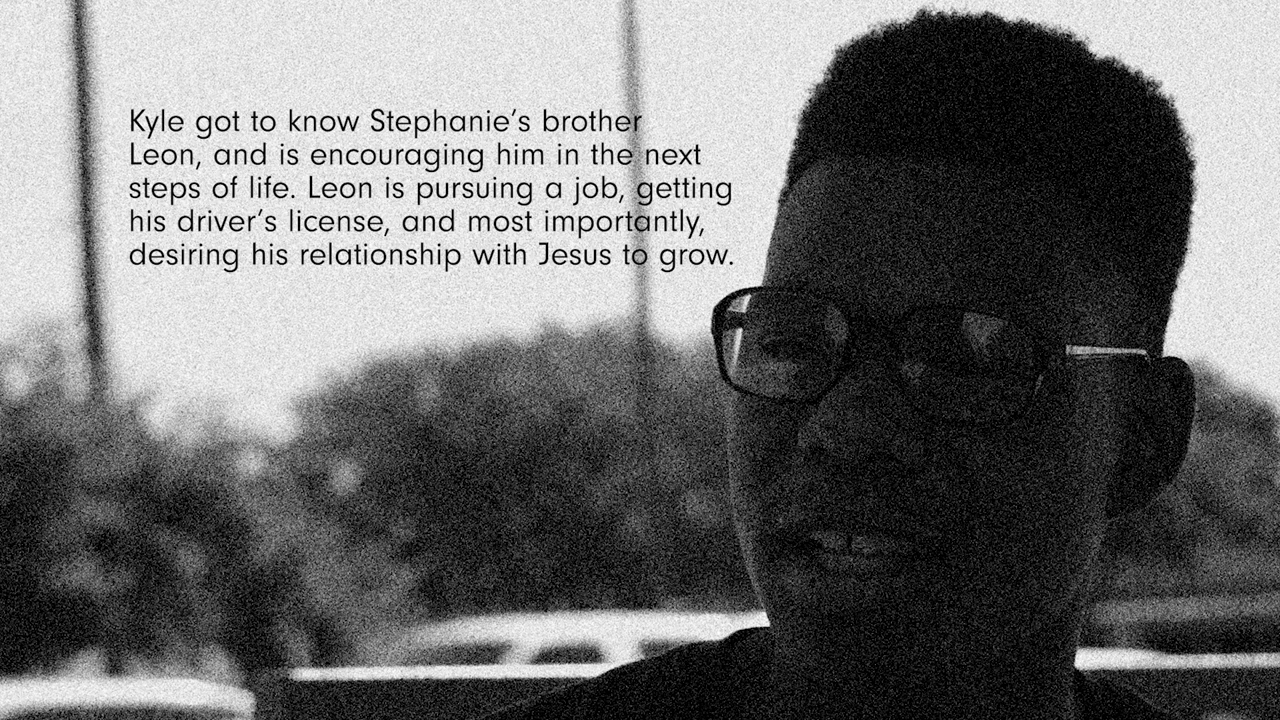 Kyle got to know Stephanie’s brother
Leon, and is encouraging him in the next
steps of life. Leon is pursuing a job, getting
his driver’s license, and most importantly,
desiring his relationship with Jesus to grow.